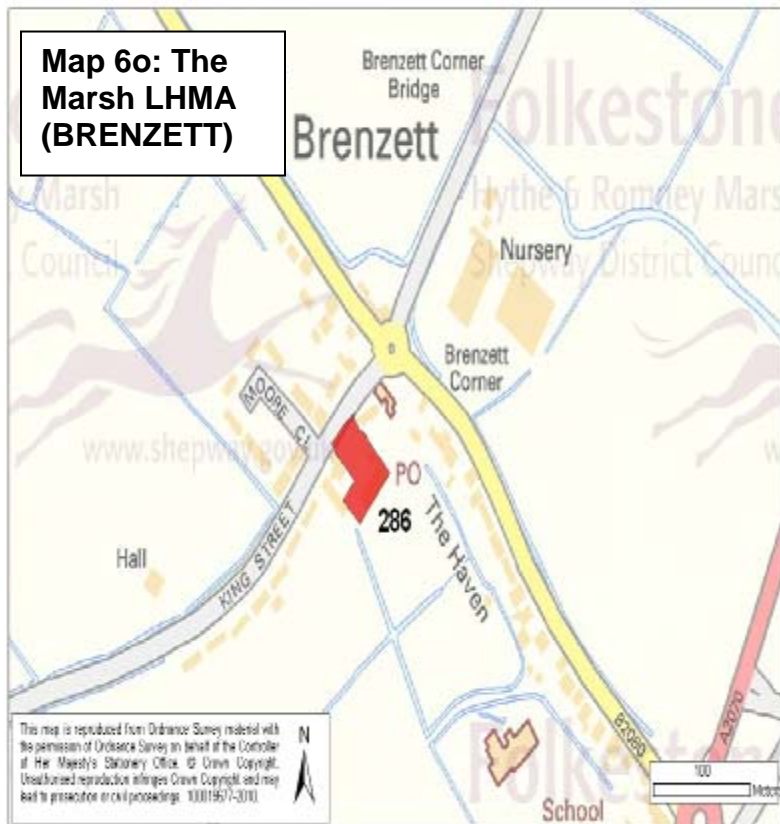 Map 6o: The
Marsh LHMA
(BRENZETT)
Brenzett Corner
Bridge
Brenzett
Folkestone
Hythe & Romney Mars
Shepway District Counc
y Marsh
Council
Nursery
Brenzett
Corner
MOORE CL
www.shepway.gov.uk
w
PO
286
The Haven
Hall
KING STREET
B2080
A2070
Folkestone
School
This map is reproduced from Ordnance Survey material with
the permission of Ordnance Survey on behalf of the Controller
of Her Majesty's Stationery Office. © Crown Copyright.
Unauthorised reproduction infringes Crown Copyright and may
lead to prosecution or civil proceedings. 100019677-2010.
N
100
Meters